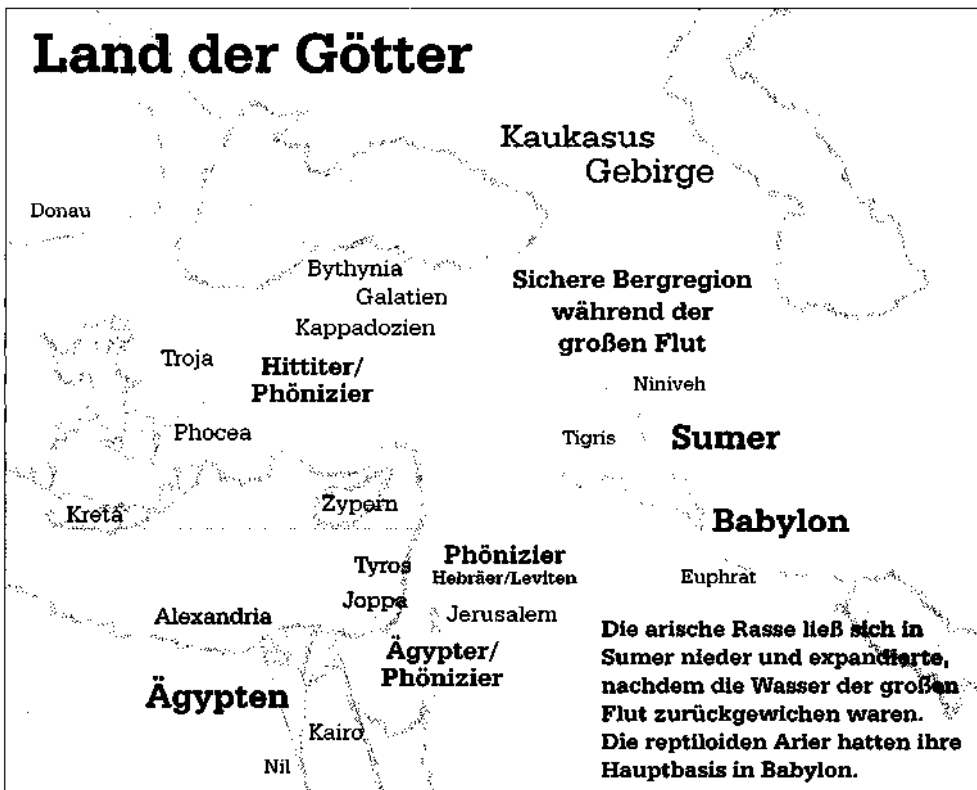 Land der Götter
Kaukasus
Gebirge
Donau
Bythynia
Galatien
Kappadozien
Sichere Bergregion
während der
großen Flut
Troja
Hittiter/
Phönizier
Niniveh
Phocea
Tigris
Sumer
Kreta
Zypern
Babylon
Tyros
Phönizier
Hebräer/Leviten
Euphrat
Joppa
Jerusalem
Alexandria
Ägypter/
Phönizier
Ägypten
Kairo
Nil
Die arische Rasse ließ sich in
Sumer nieder und expandierte,
nachdem die Wasser der großen
Flut zurückgewichen waren.
Die reptiloiden Arier hatten ihre
Hauptbasis in Babylon.